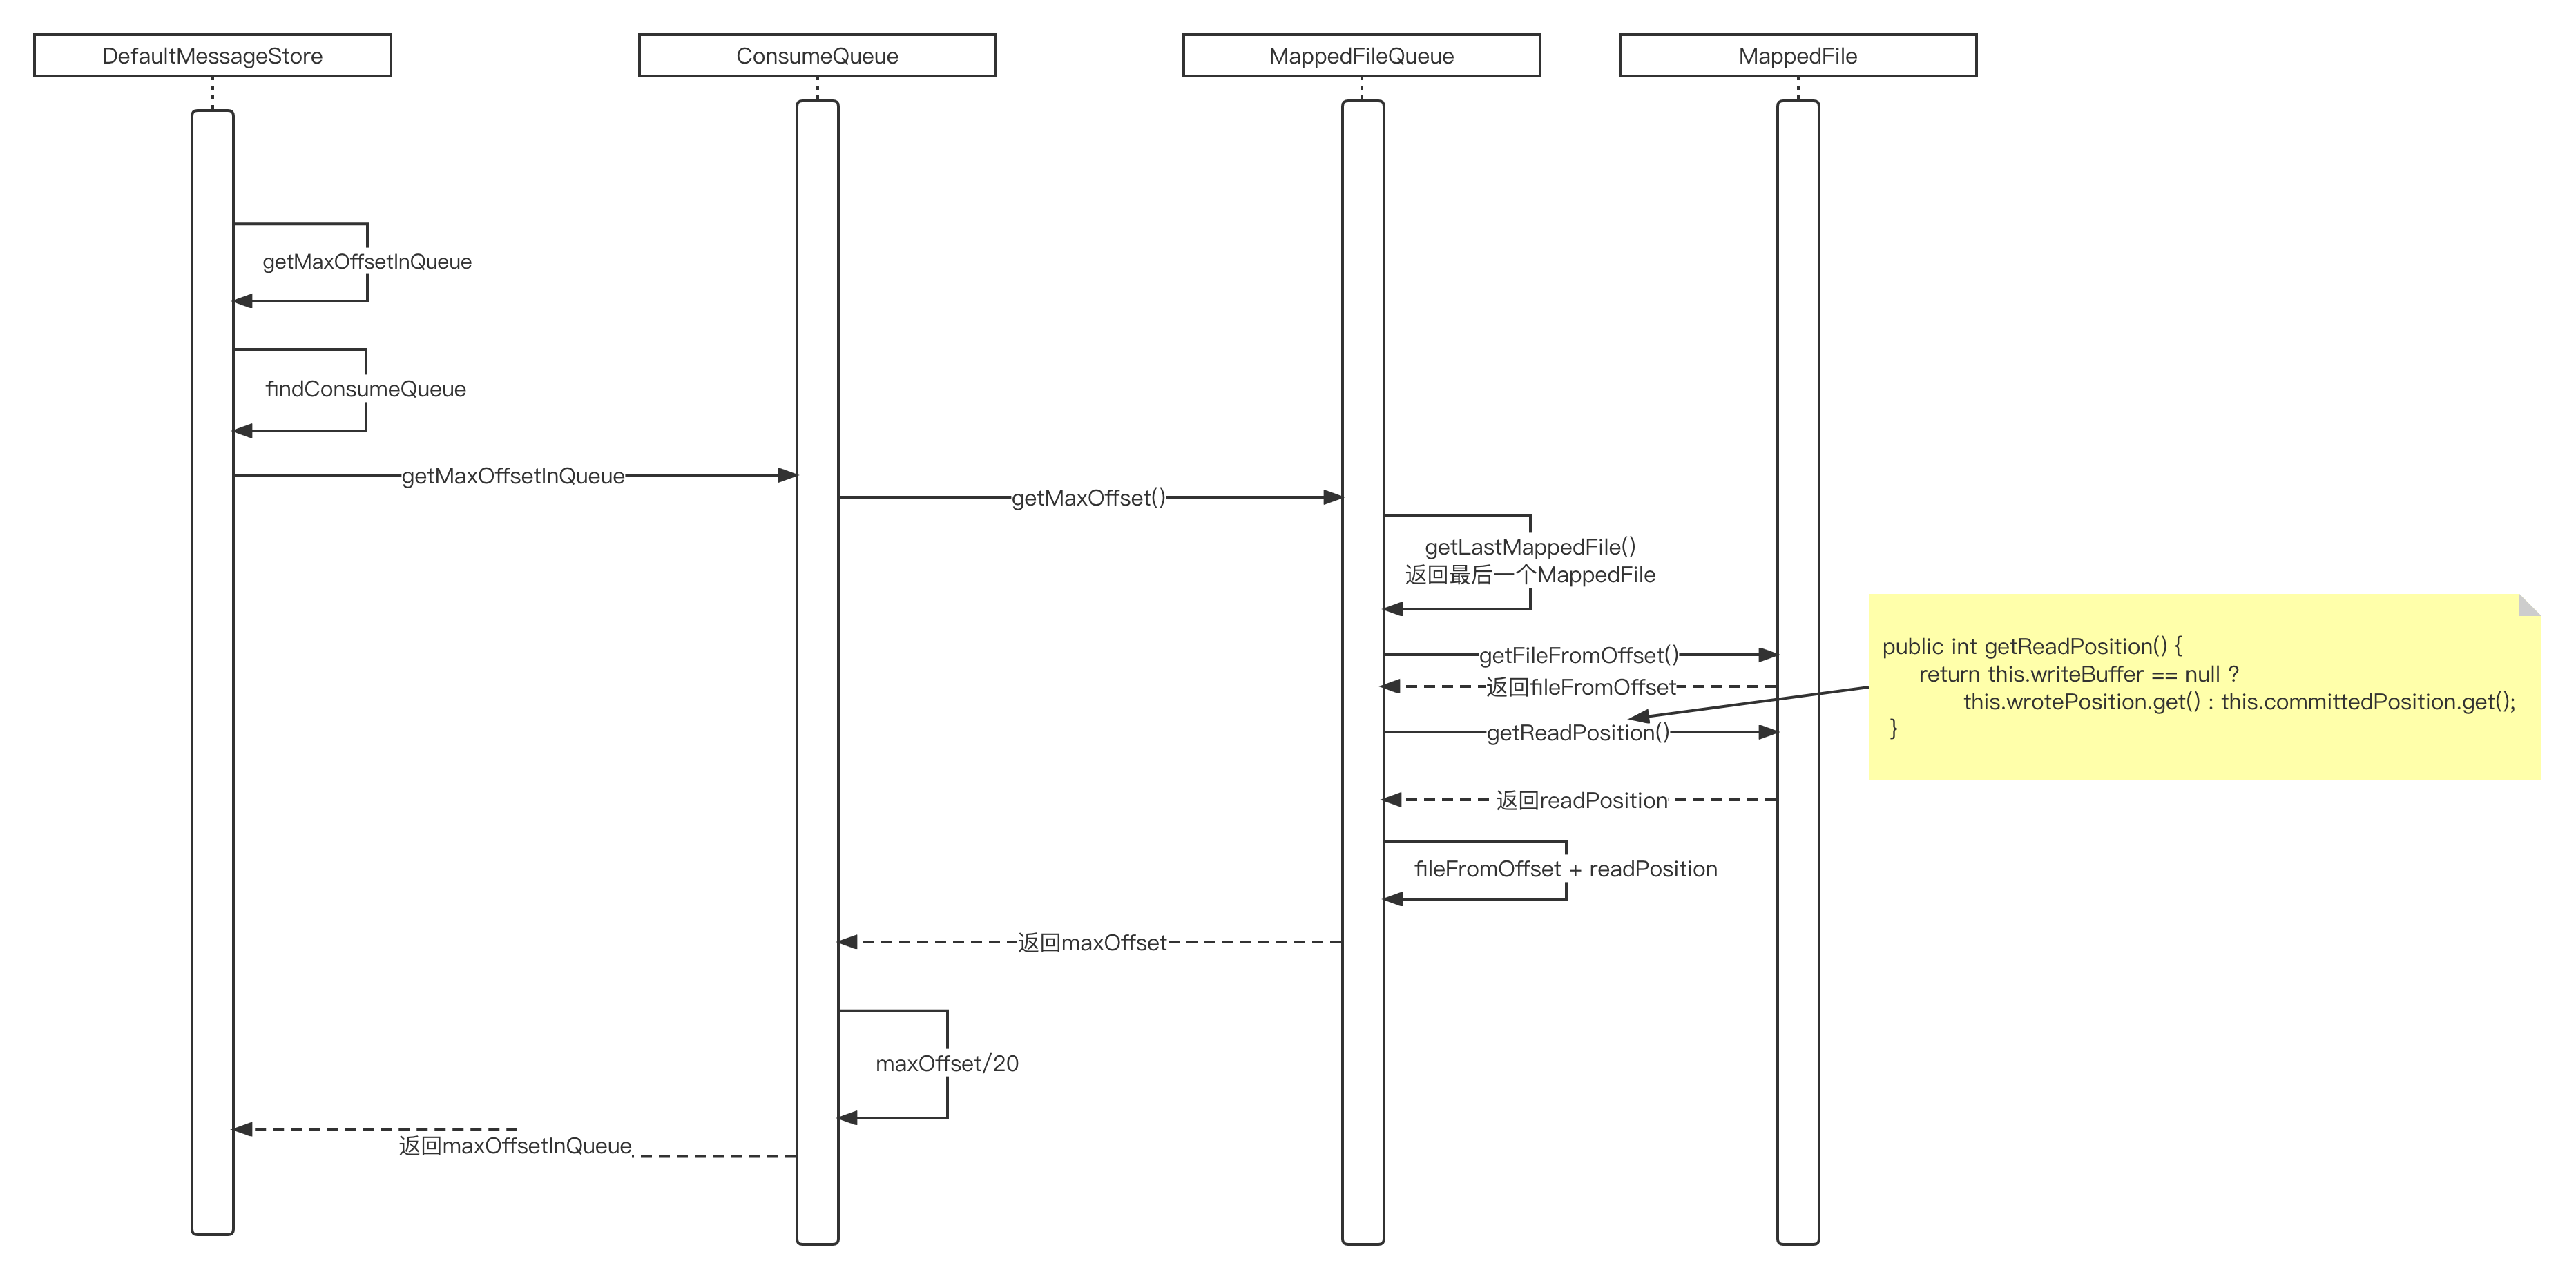 DefaultMessageStore
ConsumeQueue
MappedFileQueue
MappedFile
getMaxOffsetInQueue
findConsumeQueue
getMaxOffsetInQueue
getMaxOffset()
getLastMappedFile()
返回最后一个MappedFile
getFileFromOffset()
返回fileFromOffset
getReadPosition()
public int getReadPosition() {
return this.writeBuffer == null ?
this.wrotePosition.get() : this.committedPosition.get();
}
返回readPosition
fileFromOffset + readPosition
返回maxOffset
maxOffset/20
返回maxOffsetInQueue